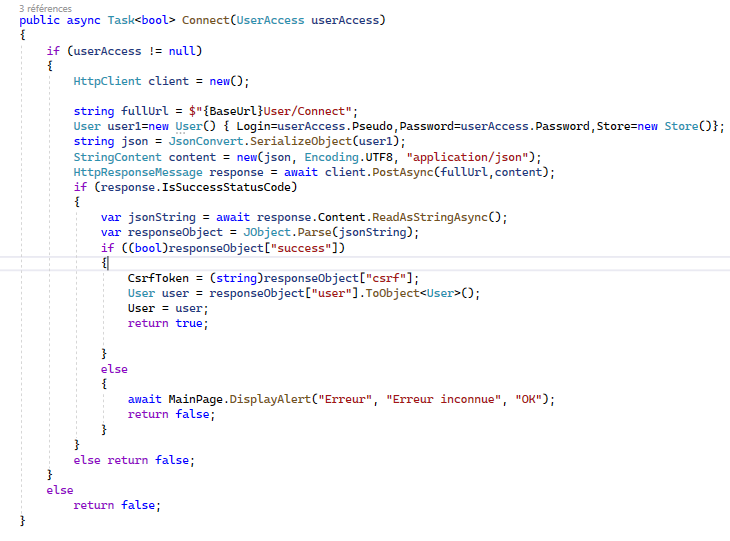 3 références
public async Task<bool> Connect(UserAccess userAccess)
{
if (userAccess != null)
{
HttpClient client = new();
string fullUrl = $"{BaseUrl}User/Connect";
User user1=new User() { Login=userAccess.Pseudo,Password=userAccess.Password,Store=new Store()};
string json = JsonConvert.SerializeObject(user1);
StringContent content = new(json, Encoding.UTF8, "application/json");
HttpResponseMessage response = await client.PostAsync(fullUrl,content);
if (response.IsSuccessStatusCode)
{
var jsonString = await response.Content.ReadAsStringAsync();
var responseObject = JObject.Parse(jsonString);
if ((bool)responseObject["success"])
{
CsrfToken = (string)responseObject["csrf"];
User user = responseObject["user"].ToObject<User>();
User = user;
return true;
}
else
{
await MainPage.DisplayAlert("Erreur", "Erreur inconnue", "OK");
return false;
}
}
else return false;
}
else
return false;
}